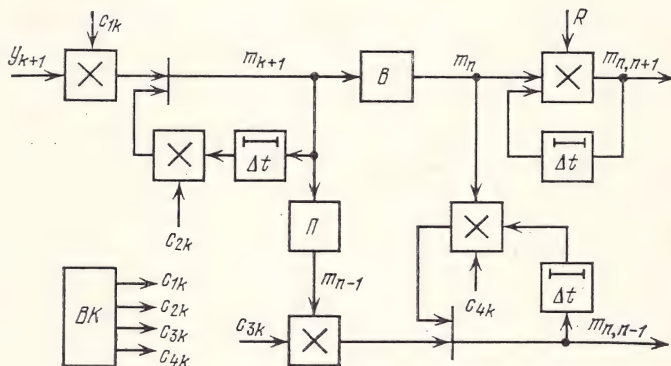 c1k
R
yk+1
×
mk+1
В
mn
×
mn,n+1
×
Δt
Δt
c2k
П
×
Δt
mn-1
c4k
ВК
c1k
c2k
c3k
c4k
c3k
×
mn,n-1